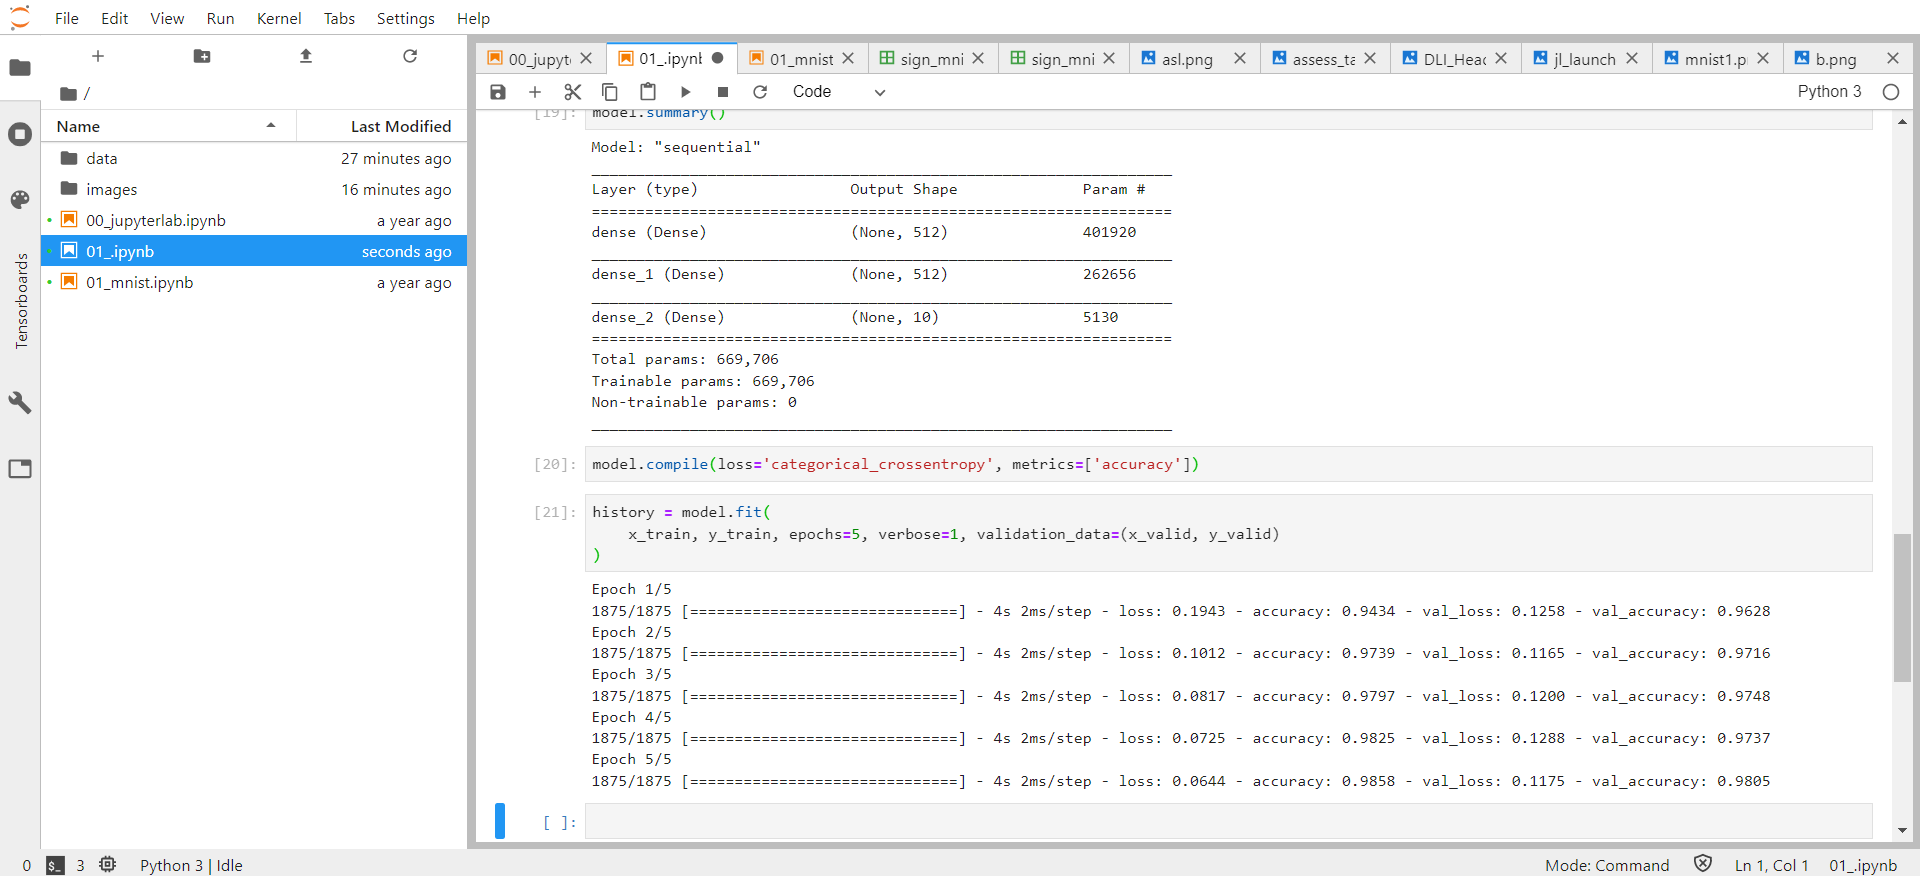 File Edit View Run Kernel Tabs Settings Help
00_jupyt 01_.ipynb 01_mnist sign_mni sign_mni asl.png assess_ta DLI_Head jl_launch mnist1.p b.png
Code Python 3
/
Name Last Modified
data 27 minutes ago
images 16 minutes ago
00_jupyterlab.ipynb a year ago
01_.ipynb seconds ago
01_mnist.ipynb a year ago
Tensorboards
[19]: model.summary()
Model: "sequential"
_________________________________________________________________
Layer (type) Output Shape Param #
=================================================================
dense (Dense) (None, 512) 401920
_________________________________________________________________
dense_1 (Dense) (None, 512) 262656
_________________________________________________________________
dense_2 (Dense) (None, 10) 5130
=================================================================
Total params: 669,706
Trainable params: 669,706
Non-trainable params: 0
_________________________________________________________________
[20]: model.compile(loss='categorical_crossentropy', metrics=['accuracy'])
[21]: history = model.fit(
x_train, y_train, epochs=5, verbose=1, validation_data=(x_valid, y_valid)
)
Epoch 1/5
1875/1875 [==============================] - 4s 2ms/step - loss: 0.1943 - accuracy: 0.9434 - val_loss: 0.1258 - val_accuracy: 0.9628
Epoch 2/5
1875/1875 [==============================] - 4s 2ms/step - loss: 0.1012 - accuracy: 0.9739 - val_loss: 0.1165 - val_accuracy: 0.9716
Epoch 3/5
1875/1875 [==============================] - 4s 2ms/step - loss: 0.0817 - accuracy: 0.9797 - val_loss: 0.1200 - val_accuracy: 0.9748
Epoch 4/5
1875/1875 [==============================] - 4s 2ms/step - loss: 0.0725 - accuracy: 0.9825 - val_loss: 0.1288 - val_accuracy: 0.9737
Epoch 5/5
1875/1875 [==============================] - 4s 2ms/step - loss: 0.0644 - accuracy: 0.9858 - val_loss: 0.1175 - val_accuracy: 0.9805
[ ]:
0 $_ 3 Python 3 | Idle Mode: Command Ln 1, Col 1 01_.ipynb